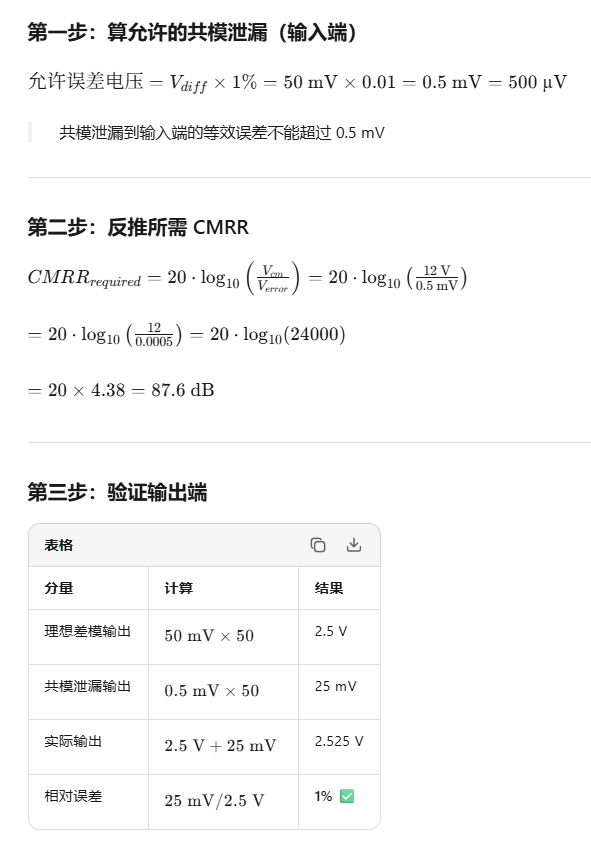 第一步：算允许的共模泄漏（输入端）
允许误差电压 = V_diff × 1% = 50 mV × 0.01 = 0.5 mV = 500 μV
共模泄漏到输入端的等效误差不能超过 0.5 mV
第二步：反推所需 CMRR
CMRR_required = 20 · log₁₀ (V_cm / V_error) = 20 · log₁₀ (12 V / 0.5 mV)
= 20 · log₁₀ (12 / 0.0005) = 20 · log₁₀(24000)
= 20 × 4.38 = 87.6 dB
第三步：验证输出端
表格
分量 计算 结果
理想差模输出 50 mV × 50 2.5 V
共模泄漏输出 0.5 mV × 50 25 mV
实际输出 2.5 V + 25 mV 2.525 V
相对误差 25 mV/2.5 V 1% ✅